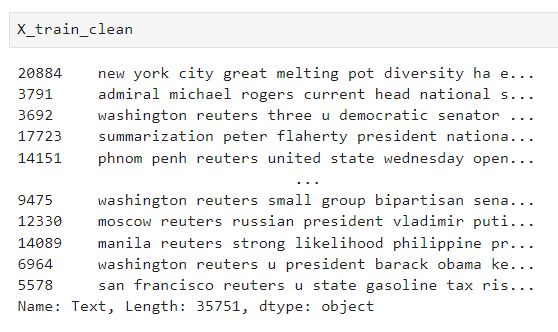 X_train_clean
20884    new york city great melting pot diversity ha e...
3791     admiral michael rogers current head national s...
3692     washington reuters three u democratic senator ...
17723    summarization peter flaherty president nationa...
14151    phnom penh reuters united state wednesday open...
...
9475     washington reuters small group bipartisan sena...
12330    moscow reuters russian president vladimir puti...
14089    manila reuters strong likelihood philippine pr...
6964     washington reuters u president barack obama ke...
5578     san francisco reuters u state gasoline tax ris...
Name: Text, Length: 35751, dtype: object